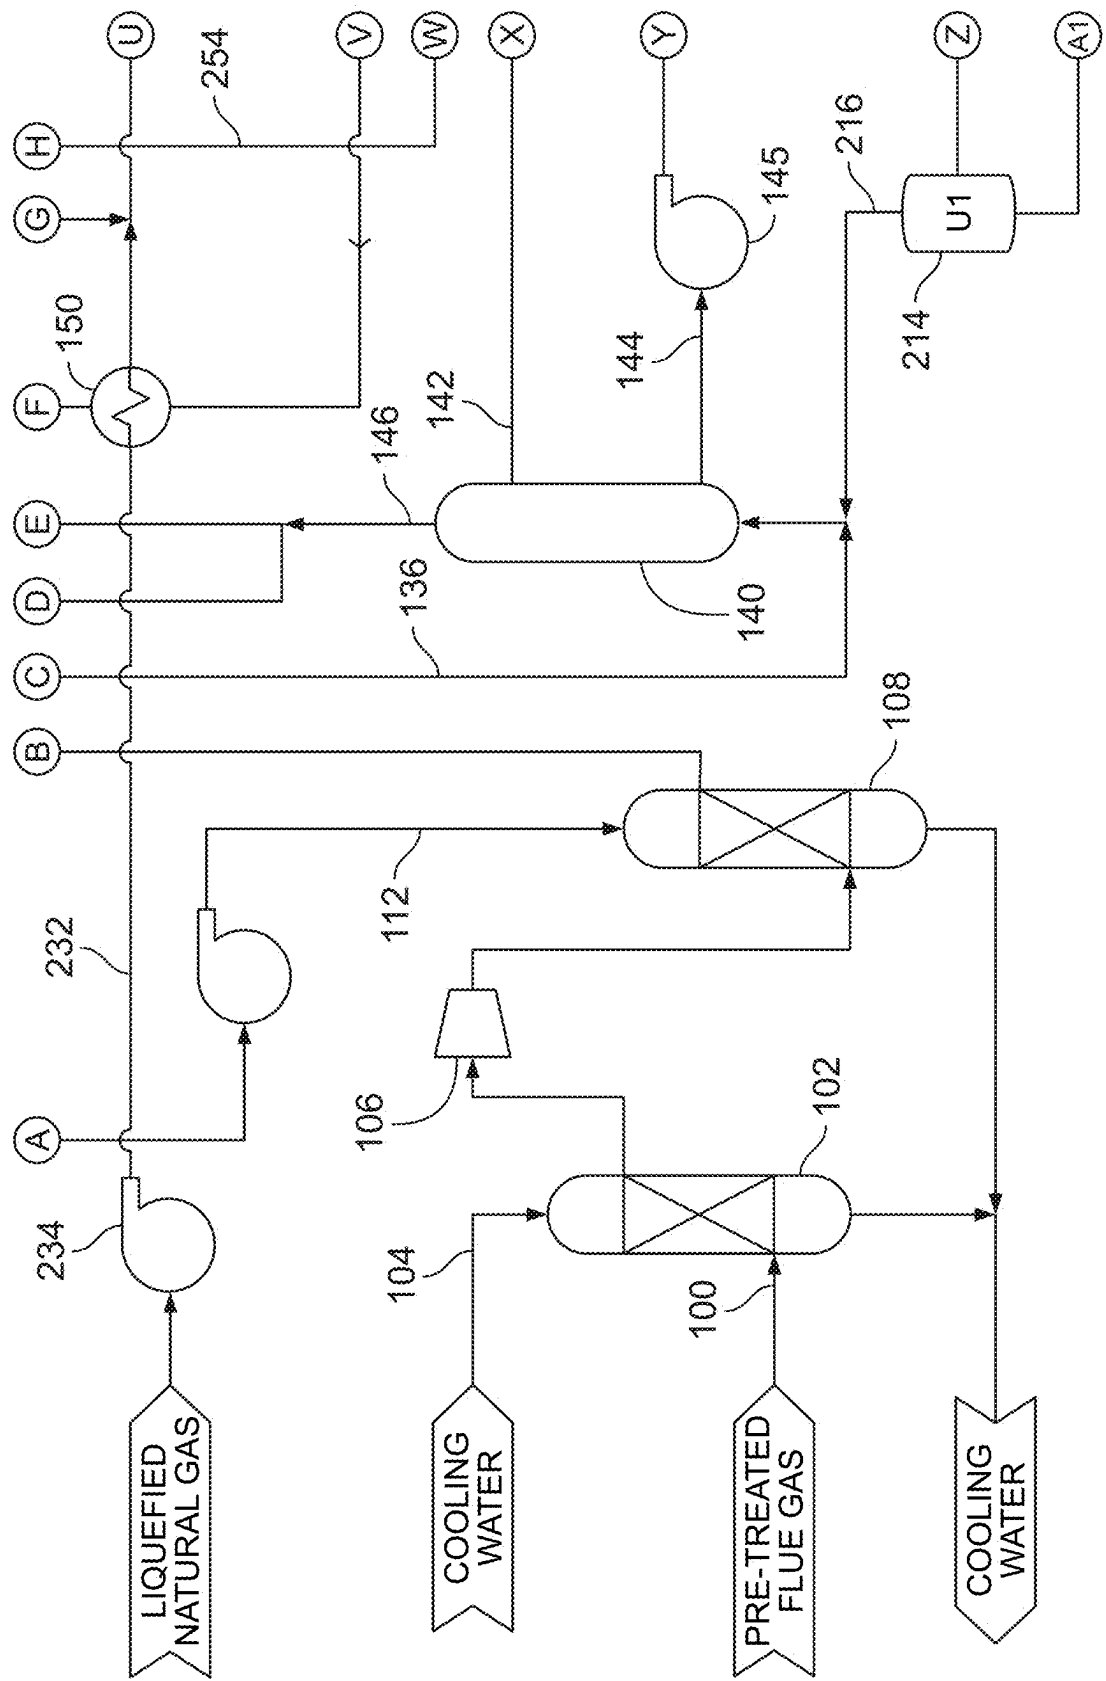 LIQUEFIED
NATURAL GAS
COOLING
WATER
PRE-TREATED
FLUE GAS
COOLING
WATER
234
104
100
102
106
A
232
112
108
B
C
136
140
D
E
146
142
144
F
150
214
U1
216
145
G
H
254
U
V
W
X
Y
Z
A1